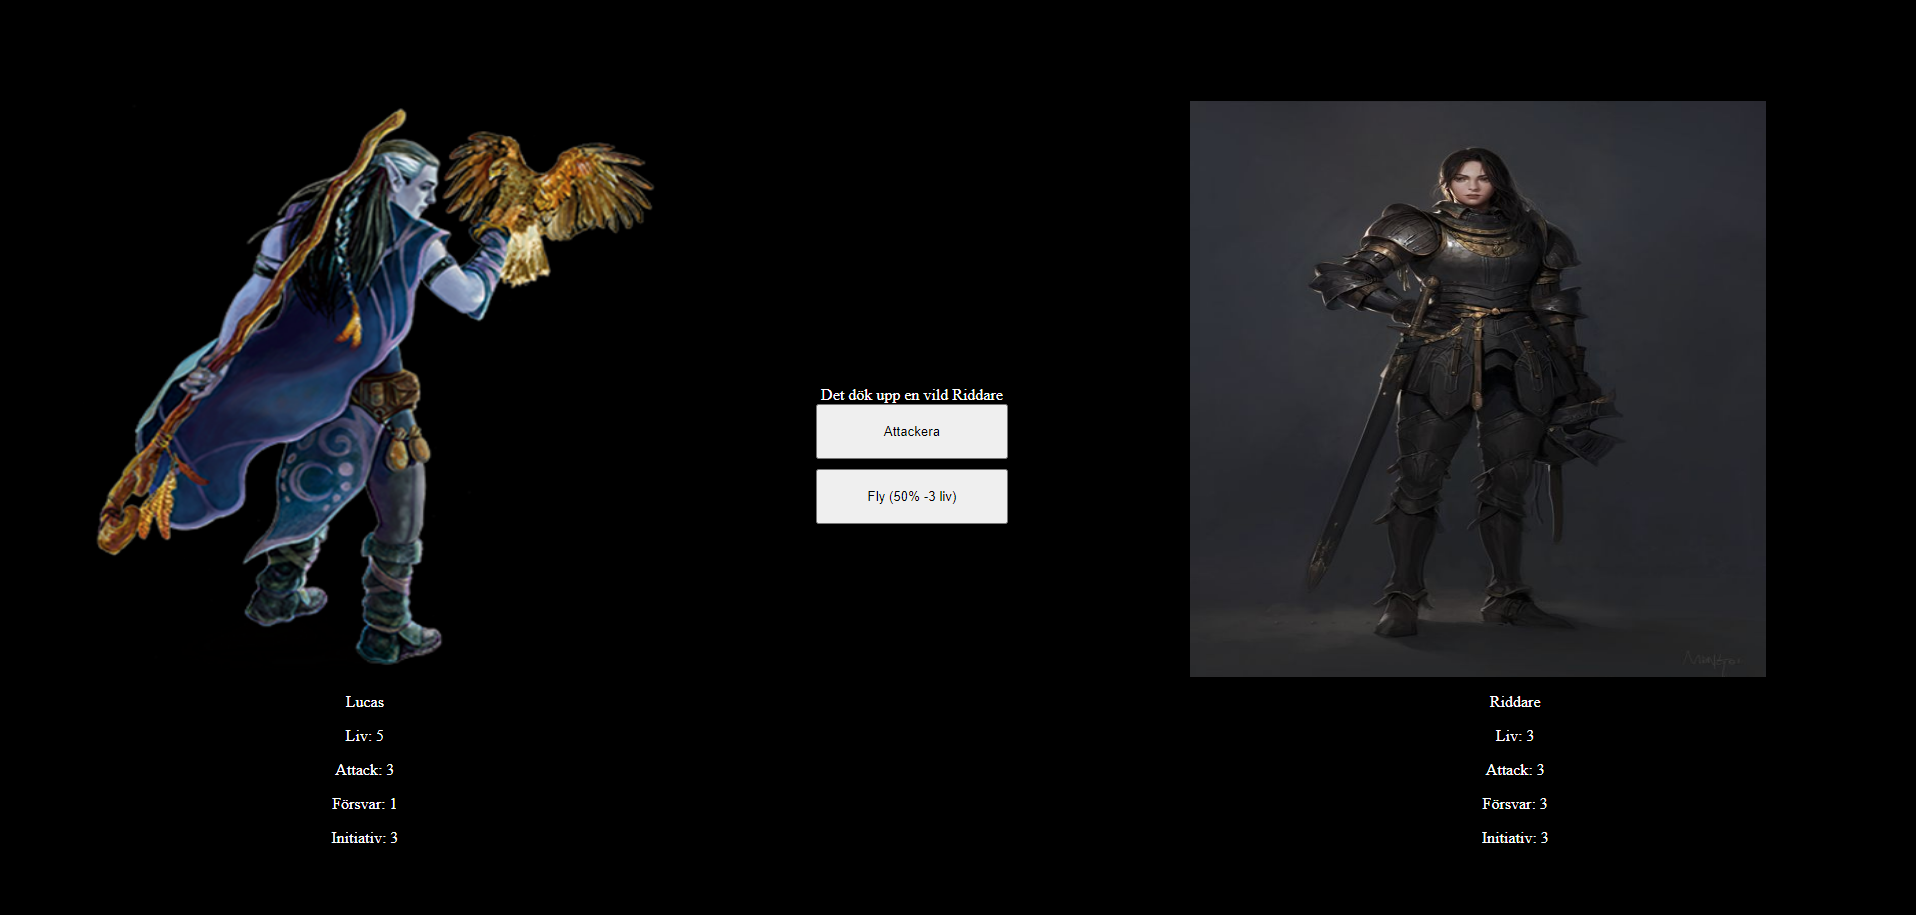 Det dök upp en vild Riddare
Attackera
Fly (50% -3 liv)
Lucas
Liv: 5
Attack: 3
Försvar: 1
Initiativ: 3
Riddare
Liv: 3
Attack: 3
Försvar: 3
Initiativ: 3